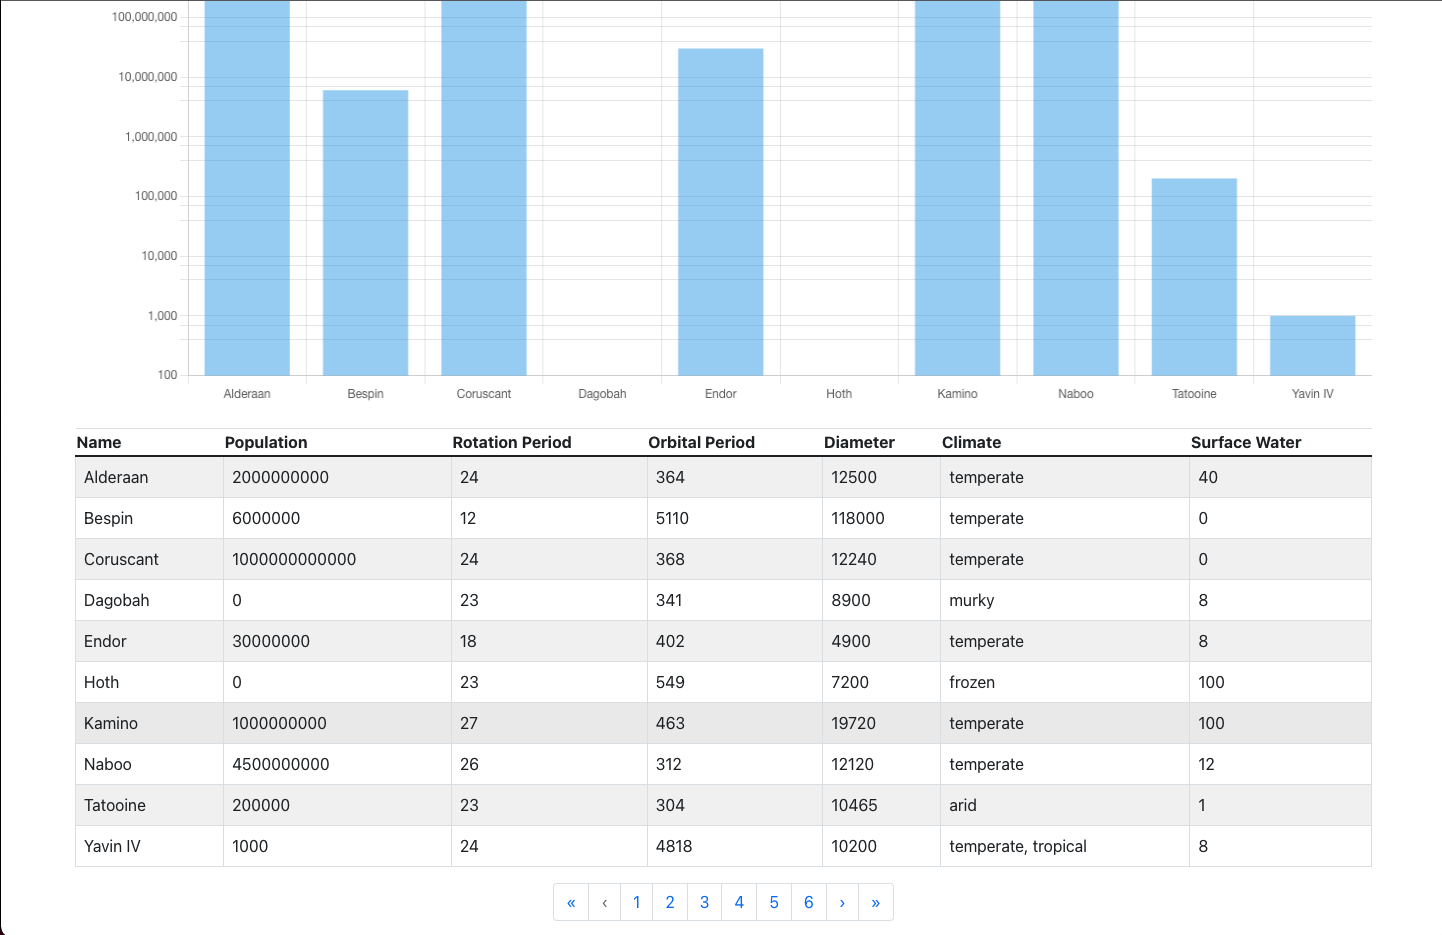 100,000,000
10,000,000
1,000,000
100,000
10,000
1,000
100
Alderaan Bespin Coruscant Dagobah Endor Hoth Kamino Naboo Tatooine Yavin IV
Name Population Rotation Period Orbital Period Diameter Climate Surface Water
Alderaan 2000000000 24 364 12500 temperate 40
Bespin 6000000 12 5110 118000 temperate 0
Coruscant 1000000000000 24 368 12240 temperate 0
Dagobah 0 23 341 8900 murky 8
Endor 30000000 18 402 4900 temperate 8
Hoth 0 23 549 7200 frozen 100
Kamino 1000000000 27 463 19720 temperate 100
Naboo 4500000000 26 312 12120 temperate 12
Tatooine 200000 23 304 10465 arid 1
Yavin IV 1000 24 4818 10200 temperate, tropical 8
« ‹ 1 2 3 4 5 6 › »